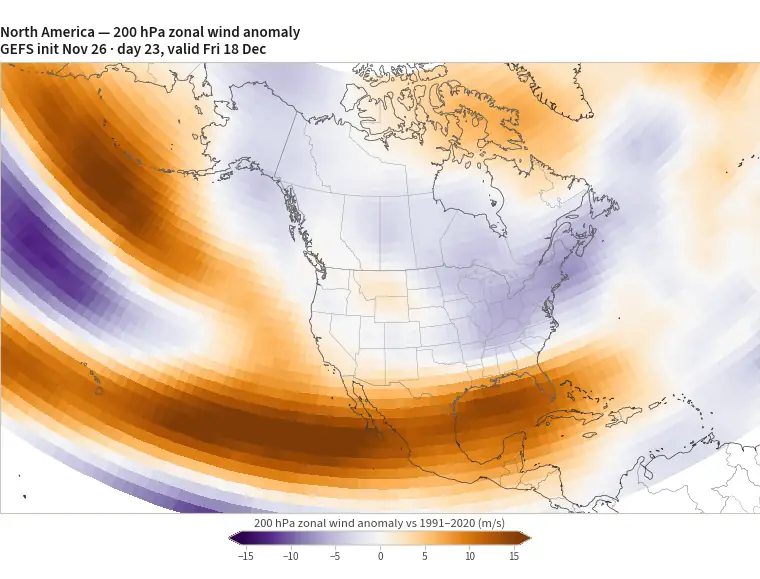 North America — 200 hPa zonal wind anomaly
GEFS init Nov 26 · day 23, valid Fri 18 Dec
200 hPa zonal wind anomaly vs 1991–2020 (m/s)
−15 −10 −5 0 5 10 15